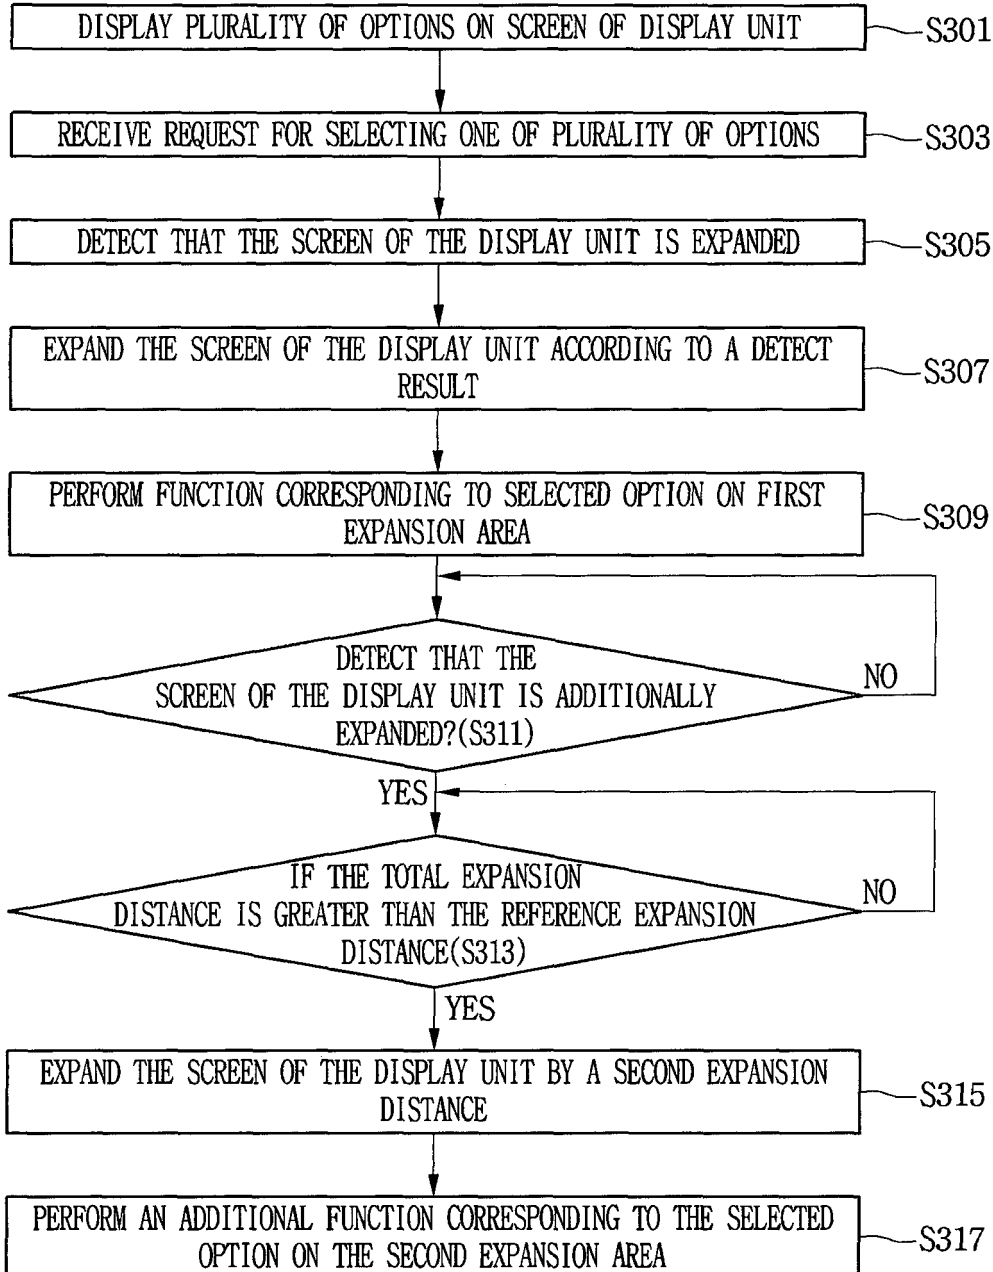 DISPLAY PLURALITY OF OPTIONS ON SCREEN OF DISPLAY UNIT
S301
RECEIVE REQUEST FOR SELECTING ONE OF PLURALITY OF OPTIONS
S303
DETECT THAT THE SCREEN OF THE DISPLAY UNIT IS EXPANDED
S305
EXPAND THE SCREEN OF THE DISPLAY UNIT ACCORDING TO A DETECT
RESULT
S307
PERFORM FUNCTION CORRESPONDING TO SELECTED OPTION ON FIRST
EXPANSION AREA
S309
DETECT THAT THE
SCREEN OF THE DISPLAY UNIT IS ADDITIONALLY
EXPANDED?(S311)
NO
YES
IF THE TOTAL EXPANSION
DISTANCE IS GREATER THAN THE REFERENCE EXPANSION
DISTANCE(S313)
NO
YES
EXPAND THE SCREEN OF THE DISPLAY UNIT BY A SECOND EXPANSION
DISTANCE
S315
PERFORM AN ADDITIONAL FUNCTION CORRESPONDING TO THE SELECTED
OPTION ON THE SECOND EXPANSION AREA
S317